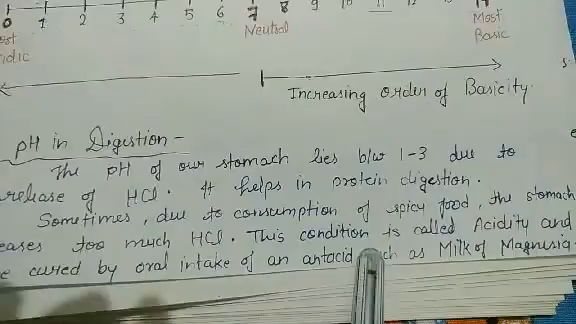 0 1 2 3 4 5 6 7 8 9 10 11
Neutral
Most
Basic
Increasing Order of Basicity
pH in Digestion -
The pH of our stomach lies b/w 1-3 due to
release of HCl. It helps in protein digestion.
Sometimes, due to consumption of spicy food, the stomach
eases too much HCl. This condition is called Acidity and
e cured by oral intake of an antacid ch as Milk of Magnesia